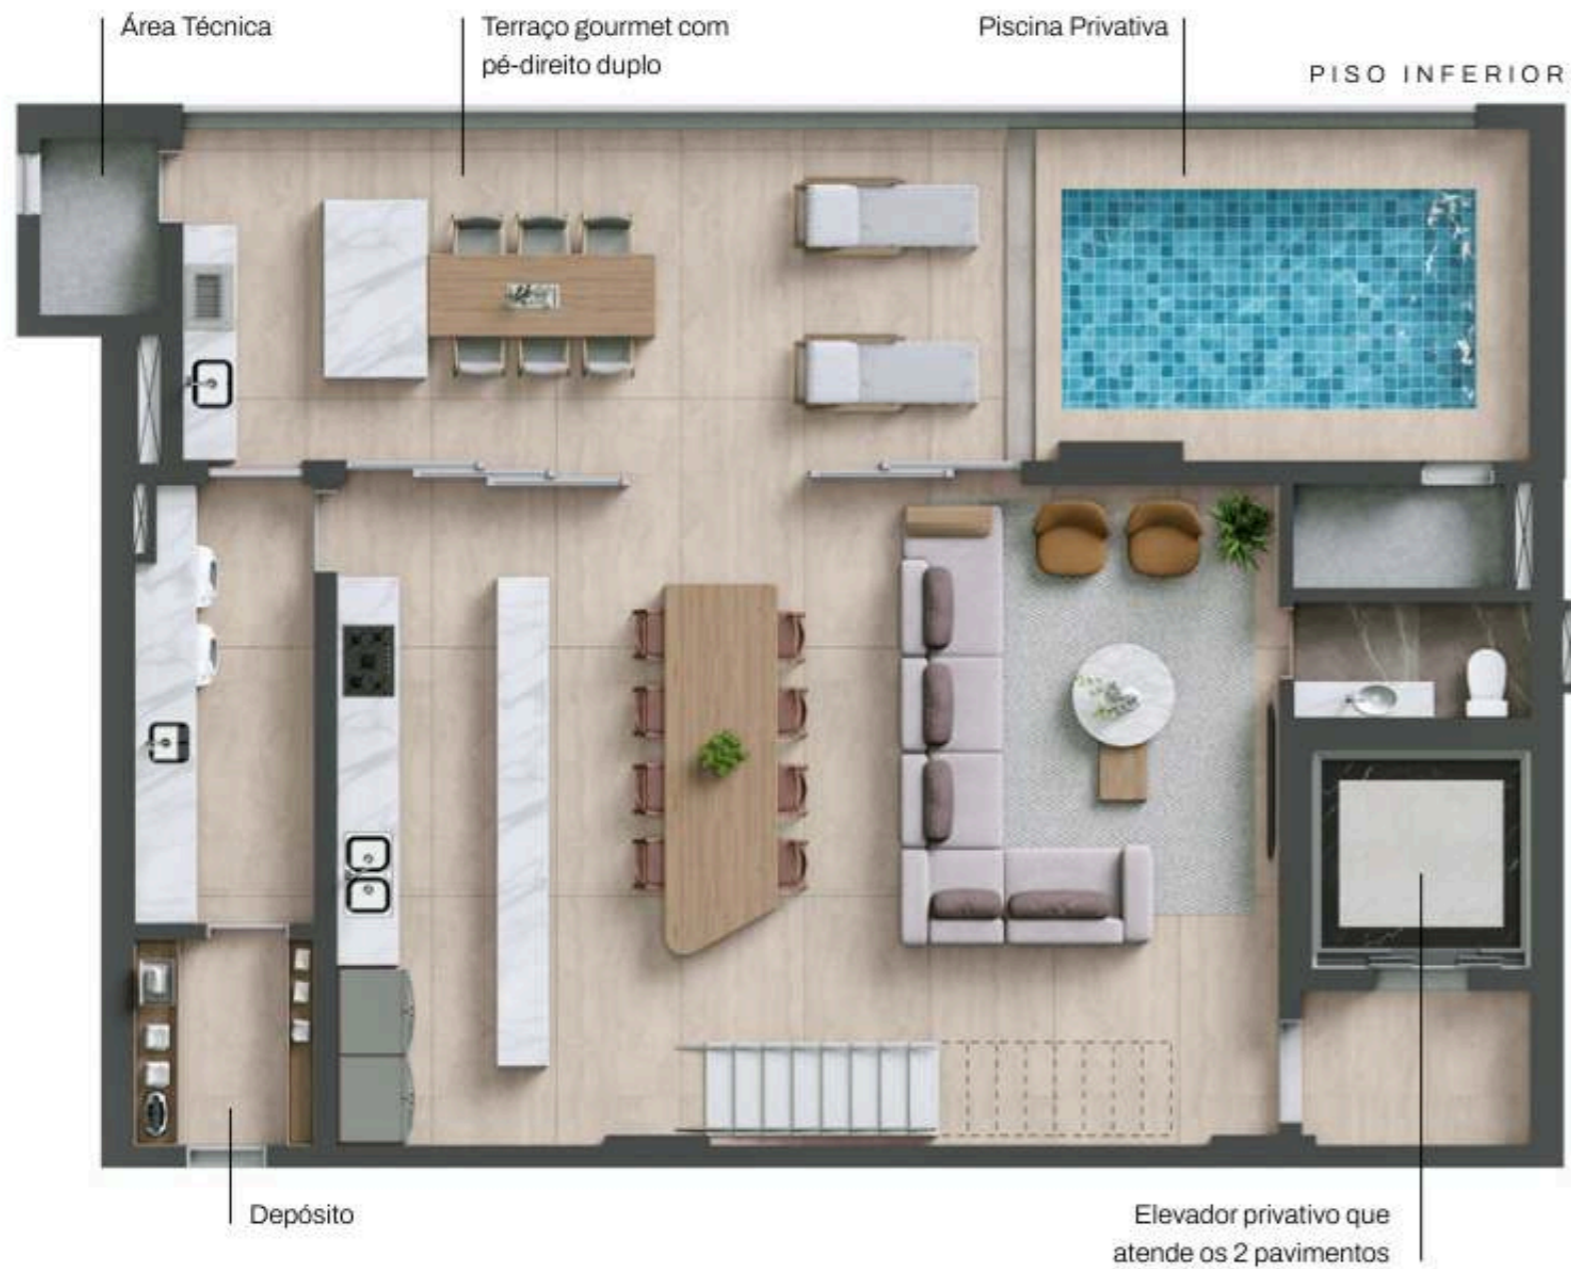 Área Técnica
Terraço gourmet com
pé-direito duplo
Piscina Privativa
PISO INFERIOR
Depósito
Elevador privativo que
atende os 2 pavimentos